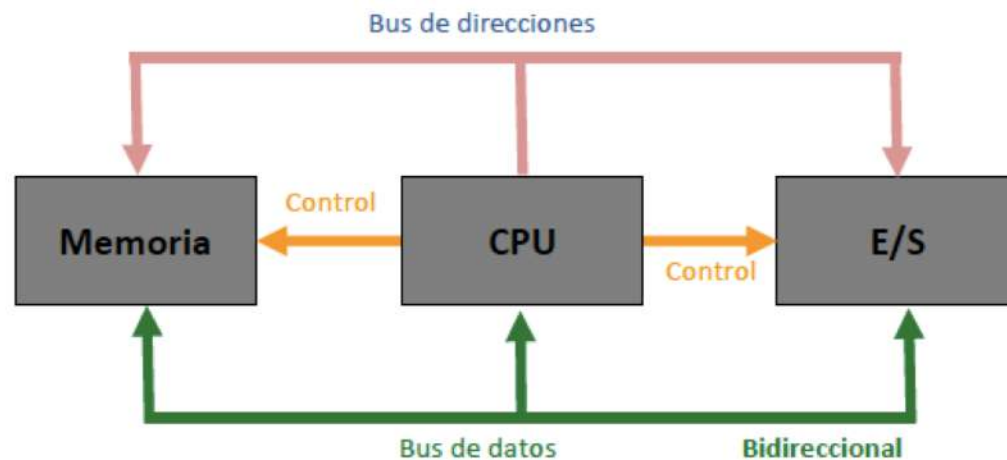 Bus de direcciones
Control
Memoria
CPU
E/S
Control
Bus de datos
Bidireccional